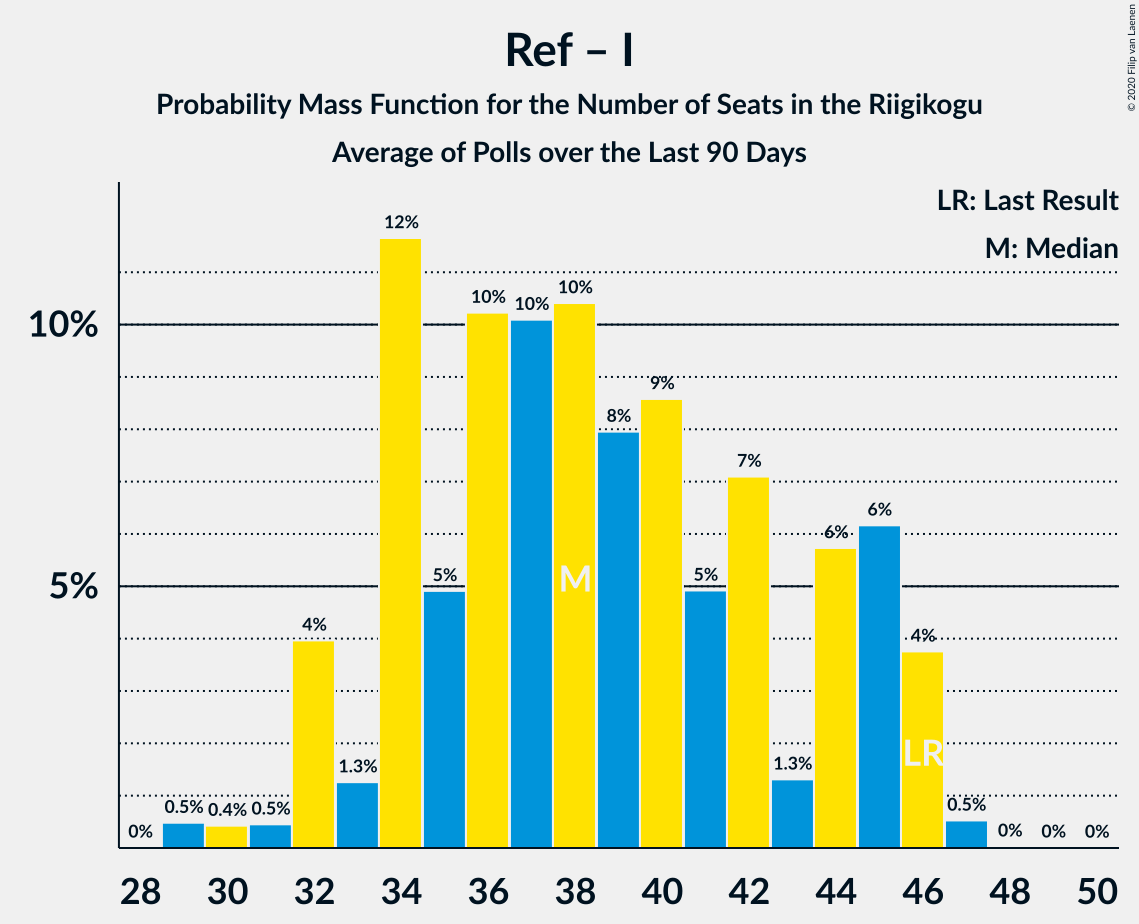 Ref – I
Probability Mass Function for the Number of Seats in the Riigikogu
Average of Polls over the Last 90 Days
© 2020 Filip van Laenen
LR: Last Result
M: Median
10%
5%
0%
0.5%
0.4%
0.5%
4%
1.3%
12%
5%
10%
10%
10%
8%
9%
5%
7%
1.3%
6%
6%
4%
0.5%
0%
0%
0%
M
LR
28 30 32 34 36 38 40 42 44 46 48 50